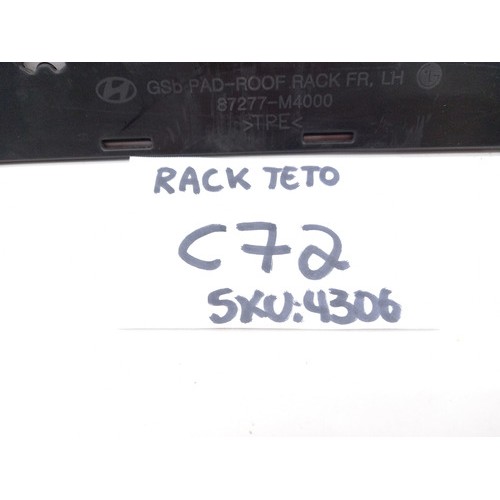 GSb PAD-ROOF RACK FR, LH
87277-M4000
>TPE<
RACK TETO
C72
SKU:4306